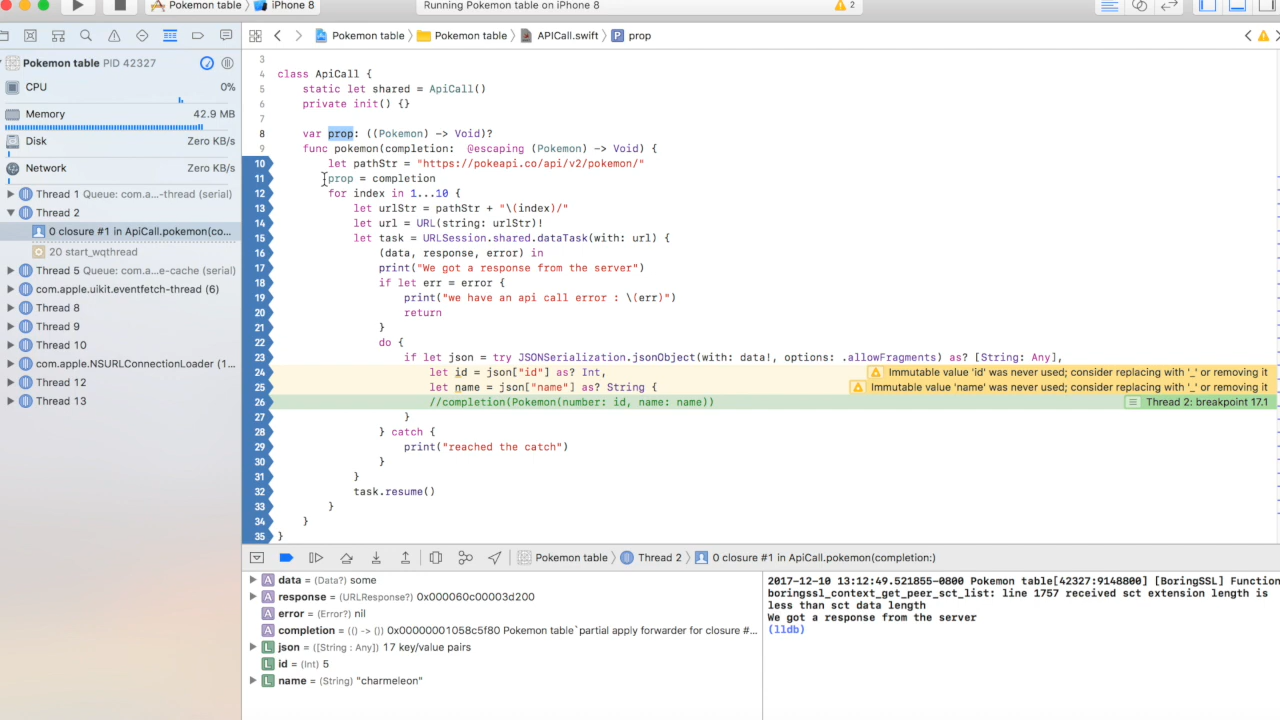 Pokemon table iPhone 8 Running Pokemon table on iPhone 8 2
Pokemon table Pokemon table APICall.swift P prop
Pokemon table PID 42327
CPU 0%
Memory 42.9 MB
Disk Zero KB/s
Network Zero KB/s
Thread 1 Queue: com.a...-thread (serial)
Thread 2
0 closure #1 in ApiCall.pokemon(co...
20 start_wqthread
Thread 5 Queue: com.a...e-cache (serial)
com.apple.uikit.eventfetch-thread (6)
Thread 8
Thread 9
Thread 10
com.apple.NSURLConnectionLoader (1...
Thread 12
Thread 13
3
4 class ApiCall {
5 static let shared = ApiCall()
6 private init() {}
7
8 var prop: ((Pokemon) -> Void)?
9 func pokemon(completion: @escaping (Pokemon) -> Void) {
10 let pathStr = "https://pokeapi.co/api/v2/pokemon/"
11 prop = completion
12 for index in 1...10 {
13 let urlStr = pathStr + "\(index)/"
14 let url = URL(string: urlStr)!
15 let task = URLSession.shared.dataTask(with: url) {
16 (data, response, error) in
17 print("We got a response from the server")
18 if let err = error {
19 print("we have an api call error : \(err)")
20 return
21 }
22 do {
23 if let json = try JSONSerialization.jsonObject(with: data!, options: .allowFragments) as? [String: Any],
24 let id = json["id"] as? Int, Immutable value 'id' was never used; consider replacing with '_' or removing it
25 let name = json["name"] as? String { Immutable value 'name' was never used; consider replacing with '_' or removing it
26 //completion(Pokemon(number: id, name: name)) Thread 2: breakpoint 17.1
27 }
28 } catch {
29 print("reached the catch")
30 }
31 }
32 task.resume()
33 }
34 }
35 }
Pokemon table Thread 2 0 closure #1 in ApiCall.pokemon(completion:)
A data = (Data?) some
A response = (URLResponse?) 0x000060c00003d200
A error = (Error?) nil
A completion = (() -> ()) 0x00000001058c5f80 Pokemon table`partial apply forwarder for closure #...
L json = ([String : Any]) 17 key/value pairs
L id = (Int) 5
L name = (String) "charmeleon"
2017-12-10 13:12:49.521855-0800 Pokemon table[42327:9148800] [BoringSSL] Function
boringssl_context_get_peer_sct_list: line 1757 received sct extension length is
less than sct data length
We got a response from the server
(lldb)